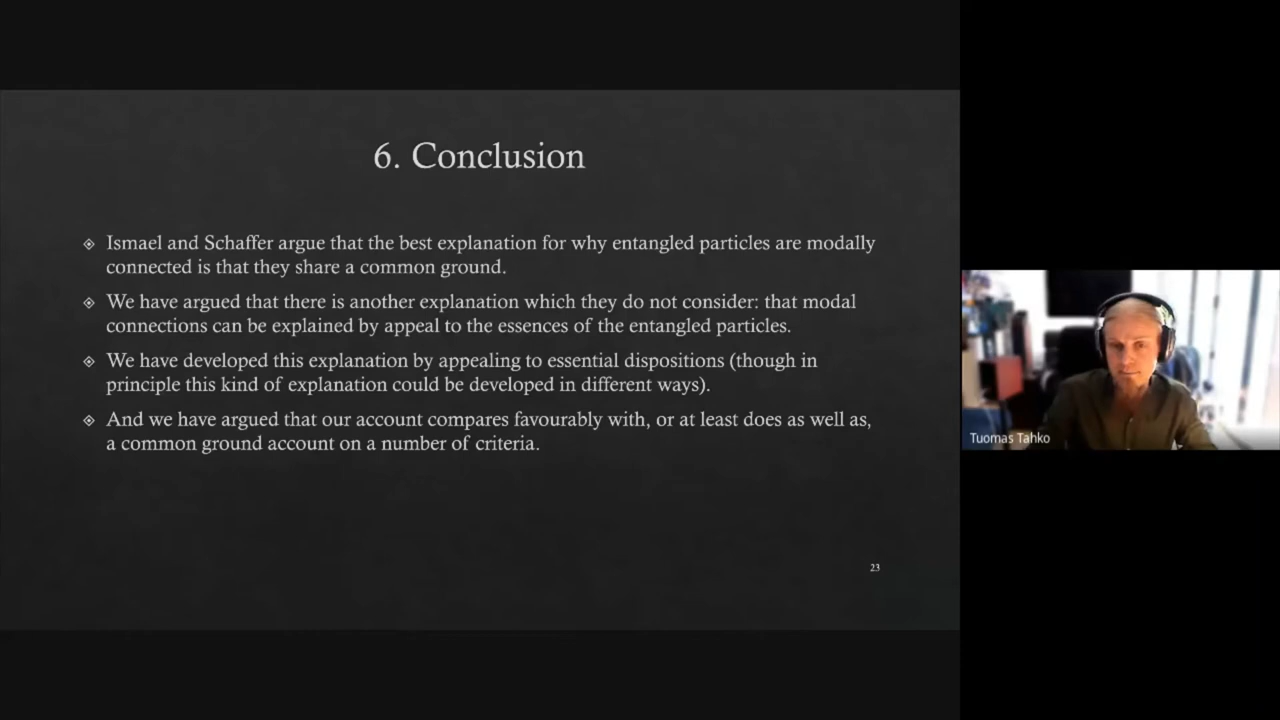 6. Conclusion
Ismael and Schaffer argue that the best explanation for why entangled particles are modally
connected is that they share a common ground.
We have argued that there is another explanation which they do not consider: that modal
connections can be explained by appeal to the essences of the entangled particles.
We have developed this explanation by appealing to essential dispositions (though in
principle this kind of explanation could be developed in different ways).
And we have argued that our account compares favourably with, or at least does as well as,
a common ground account on a number of criteria.
23
Tuomas Tahko